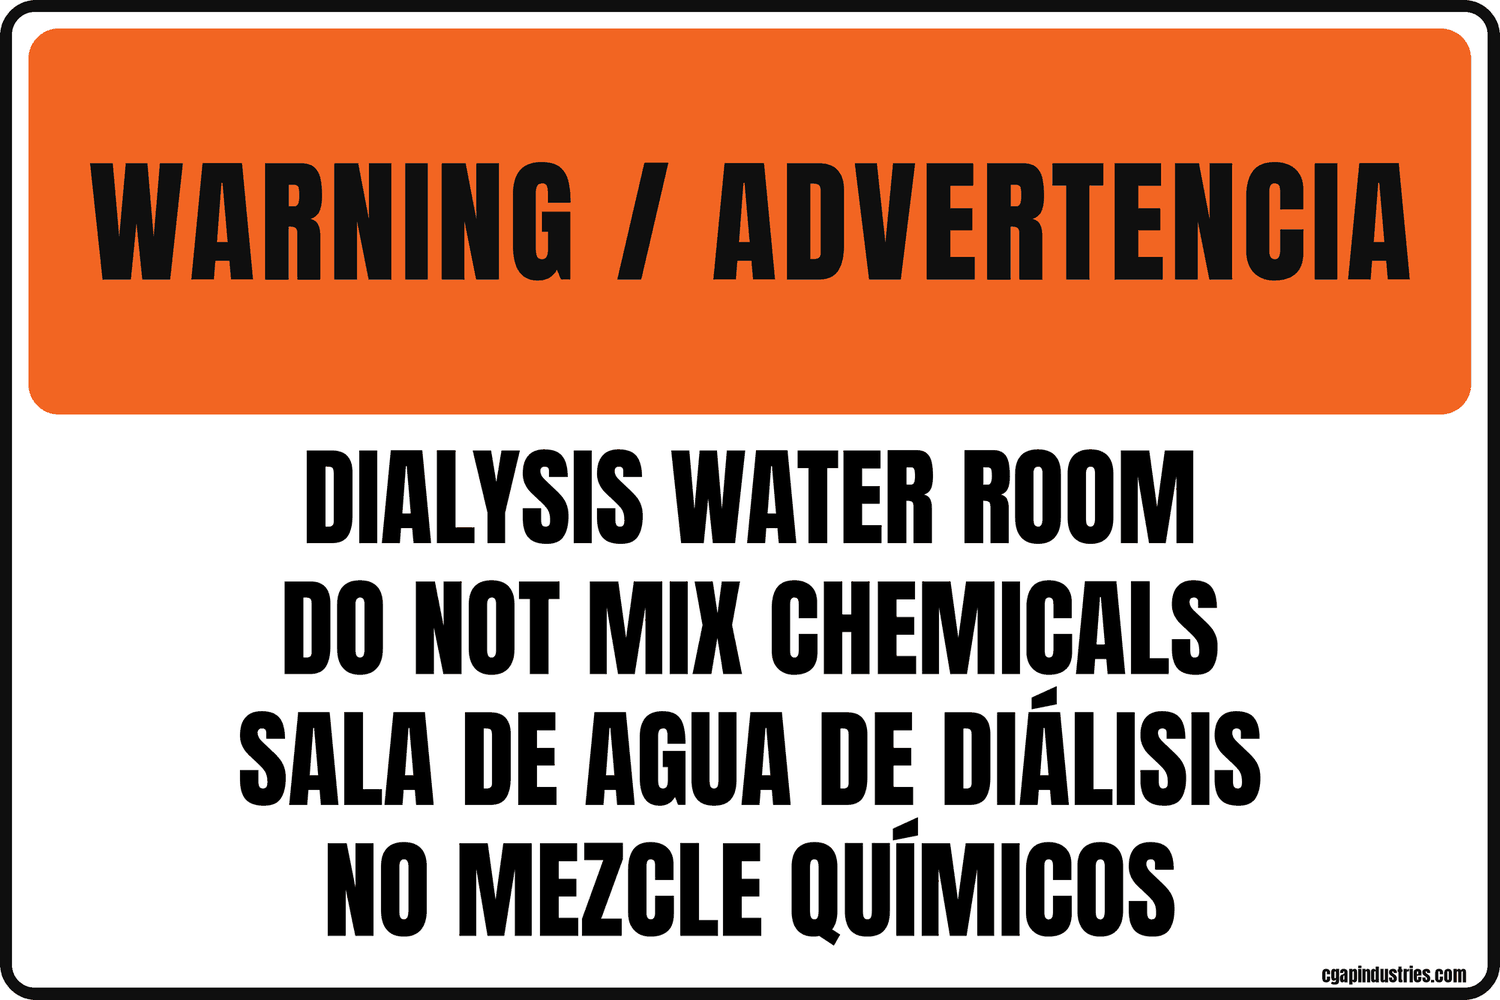 WARNING / ADVERTENCIA
DIALYSIS WATER ROOM
DO NOT MIX CHEMICALS
SALA DE AGUA DE DIÁLISIS
NO MEZCLE QUÍMICOS
cgapindustries.com